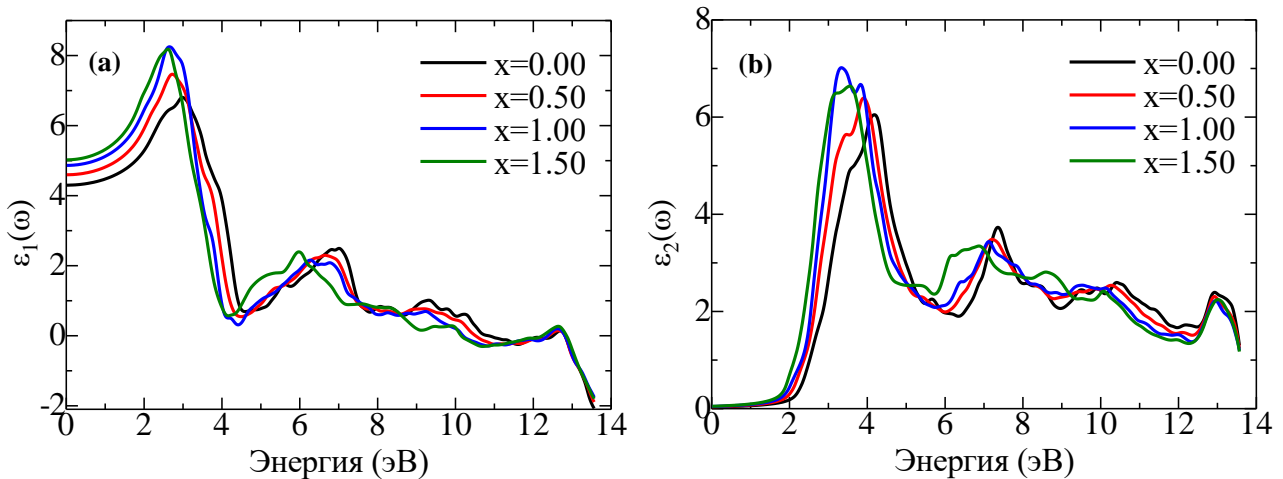 (a)
x=0.00
x=0.50
x=1.00
x=1.50
ε1(ω)
8
6
4
2
0
-2
0 2 4 6 8 10 12 14
Энергия (эВ)
(b)
x=0.00
x=0.50
x=1.00
x=1.50
ε2(ω)
8
6
4
2
0
0 2 4 6 8 10 12 14
Энергия (эВ)